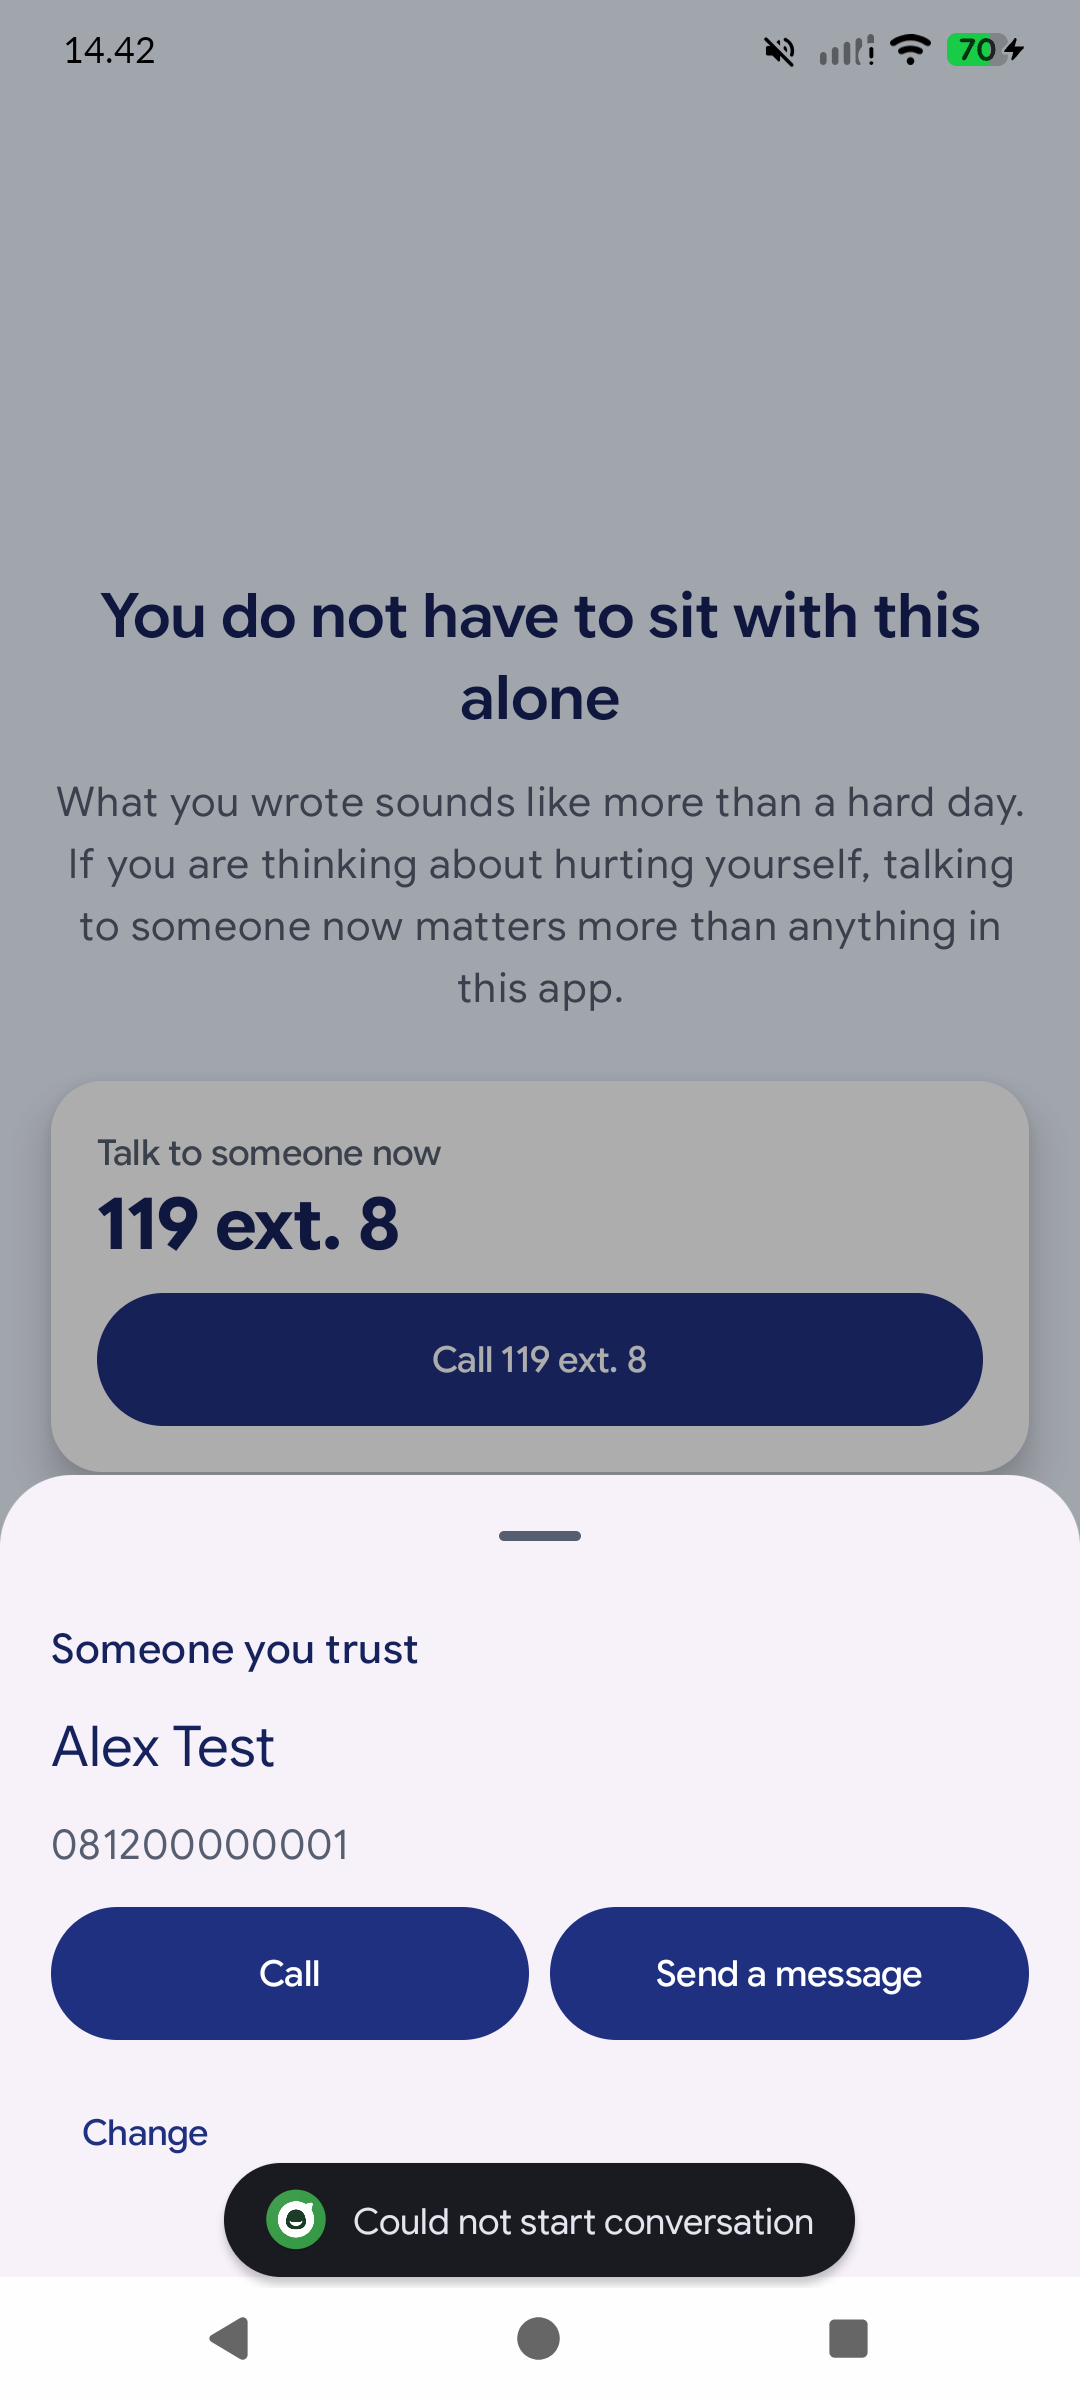 14.42
70
You do not have to sit with this
alone
What you wrote sounds like more than a hard day.
If you are thinking about hurting yourself, talking
to someone now matters more than anything in
this app.
Talk to someone now
119 ext. 8
Call 119 ext. 8
Someone you trust
Alex Test
081200000001
Call
Send a message
Change
Could not start conversation